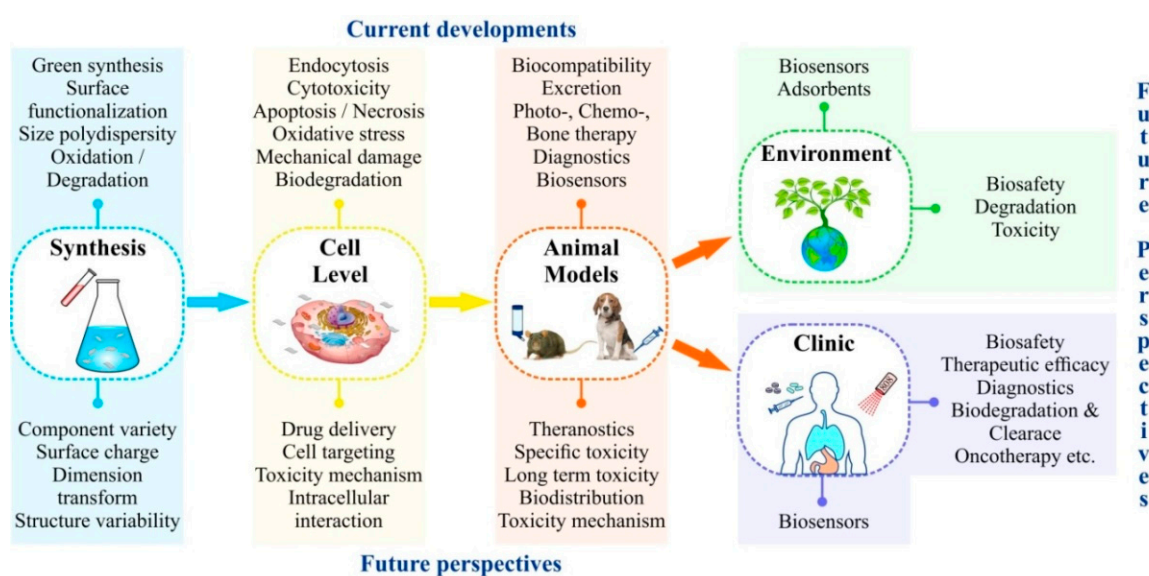 Current developments
Green synthesis
Surface
functionalization
Size polydispersity
Oxidation /
Degradation
Synthesis
Component variety
Surface charge
Dimension
transform
Structure variability
Endocytosis
Cytotoxicity
Apoptosis / Necrosis
Oxidative stress
Mechanical damage
Biodegradation
Cell
Level
Drug delivery
Cell targeting
Toxicity mechanism
Intracellular
interaction
Biocompatibility
Excretion
Photo-, Chemo-,
Bone therapy
Diagnostics
Biosensors
Animal
Models
Theranostics
Specific toxicity
Long term toxicity
Biodistribution
Toxicity mechanism
Biosensors
Adsorbents
Environment
Biosafety
Degradation
Toxicity
Clinic
Biosafety
Therapeutic efficacy
Diagnostics
Biodegradation &
Clearace
Oncotherapy etc.
Biosensors
Future Perspectives
Future perspectives